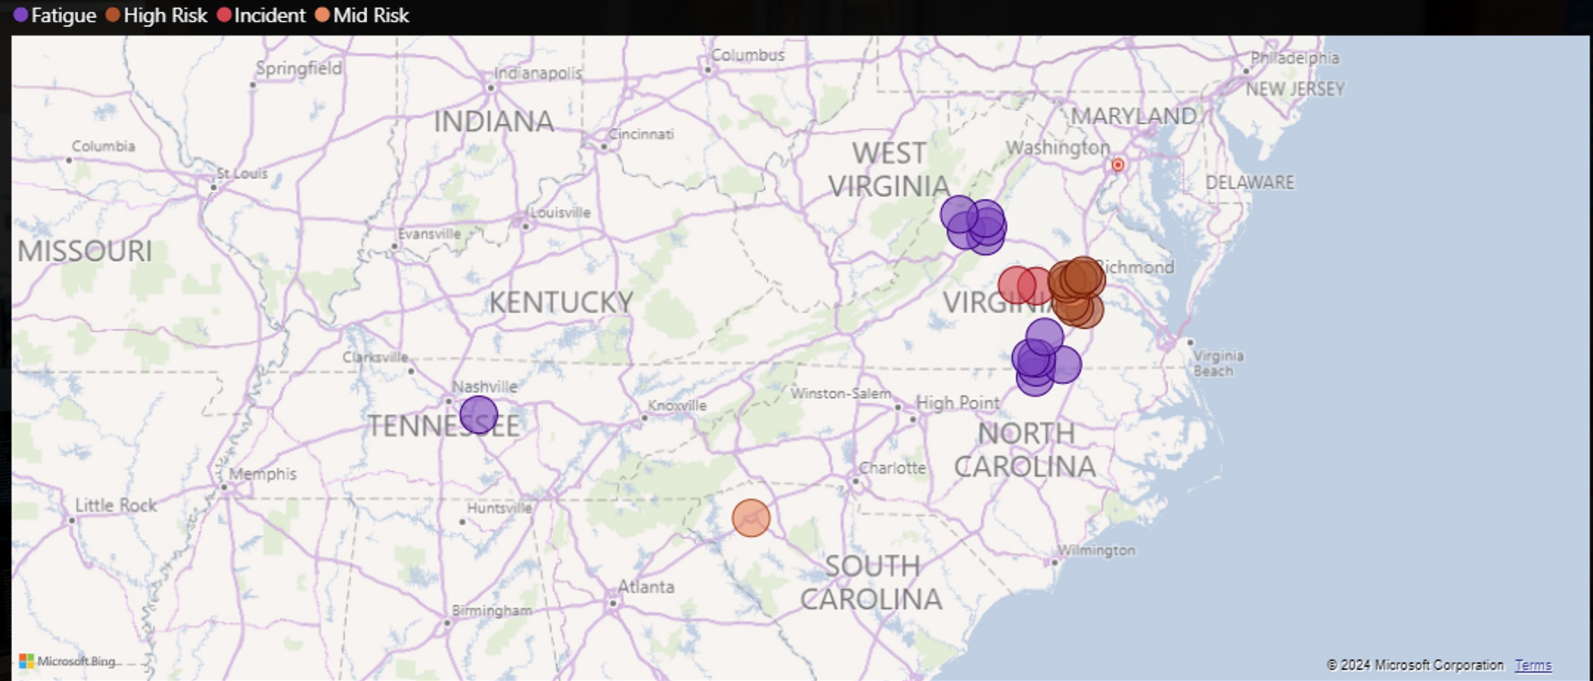 Fatigue High Risk Incident Mid Risk
Columbus
Springfield
Indianapolis
Philadelphia
NEW JERSEY
INDIANA
MARYLAND
Cincinnati
Columbia
WEST
VIRGINIA
Washington
St Louis
DELAWARE
Louisville
Evansville
MISSOURI
Richmond
KENTUCKY
VIRGINIA
Clarksville
Virginia
Beach
Nashville
Winston-Salem
High Point
Knoxville
TENNESSEE
NORTH
CAROLINA
Charlotte
Memphis
Little Rock
Huntsville
Wilmington
SOUTH
CAROLINA
Atlanta
Birmingham
Microsoft Bing
© 2024 Microsoft Corporation Terms